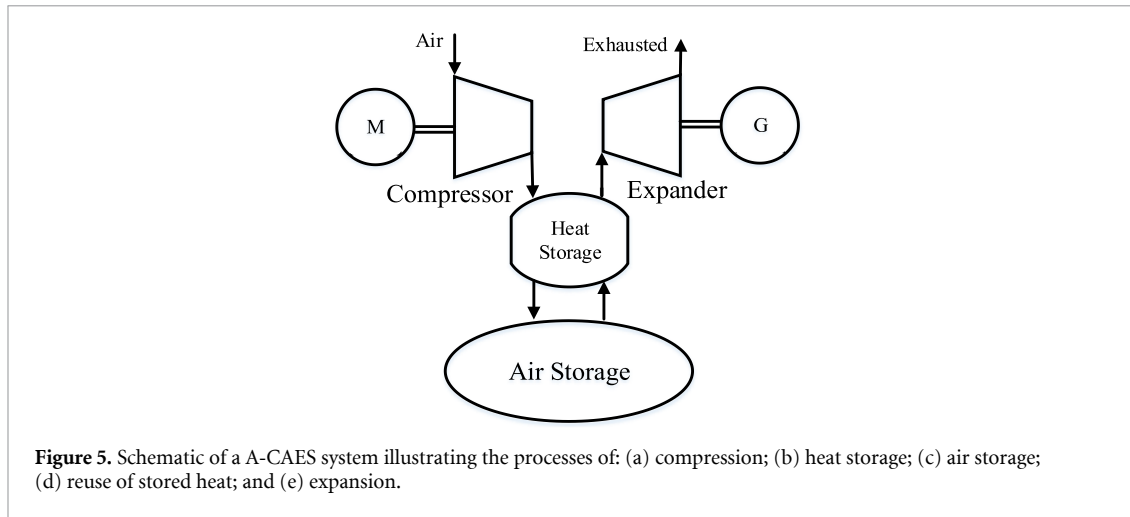 Air
Exhausted
M
G
Compressor
Expander
Heat
Storage
Air Storage
Figure 5. Schematic of a A-CAES system illustrating the processes of: (a) compression; (b) heat storage; (c) air storage;
(d) reuse of stored heat; and (e) expansion.